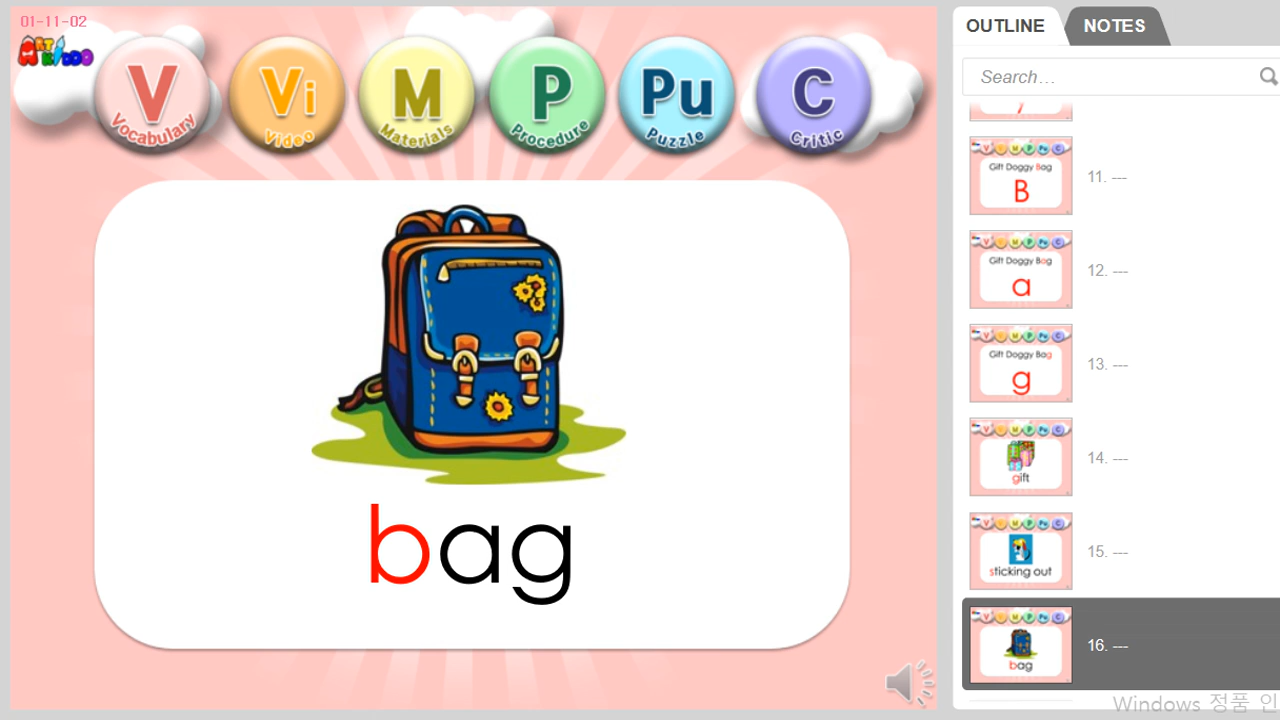 01-11-02
ART KIDDO
V Vocabulary
Vi Video
M Materials
P Procedure
Pu Puzzle
C Critic
bag
OUTLINE
NOTES
Search...
Gift Doggy Bag
B
11. ---
Gift Doggy Bag
a
12. ---
Gift Doggy Bag
g
13. ---
gift
14. ---
sticking out
15. ---
bag
16. ---
Windows 정품 인